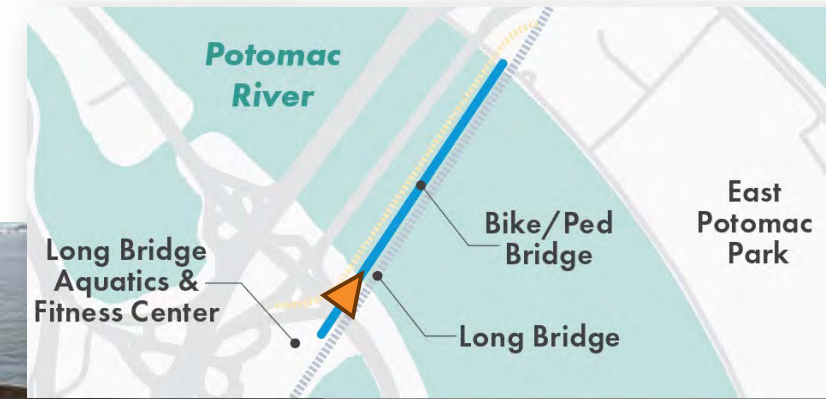 Potomac
River
Long Bridge
Aquatics &
Fitness Center
Bike/Ped
Bridge
Long Bridge
East
Potomac
Park